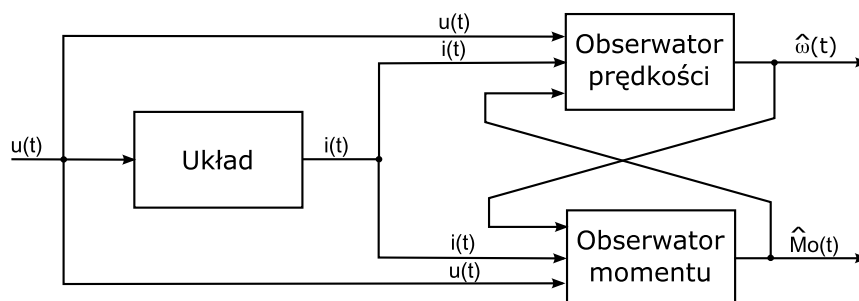 u(t)
i(t)
Obserwator
prędkości
ω̂(t)
u(t)
Układ
i(t)
i(t)
u(t)
Obserwator
momentu
M̂o(t)